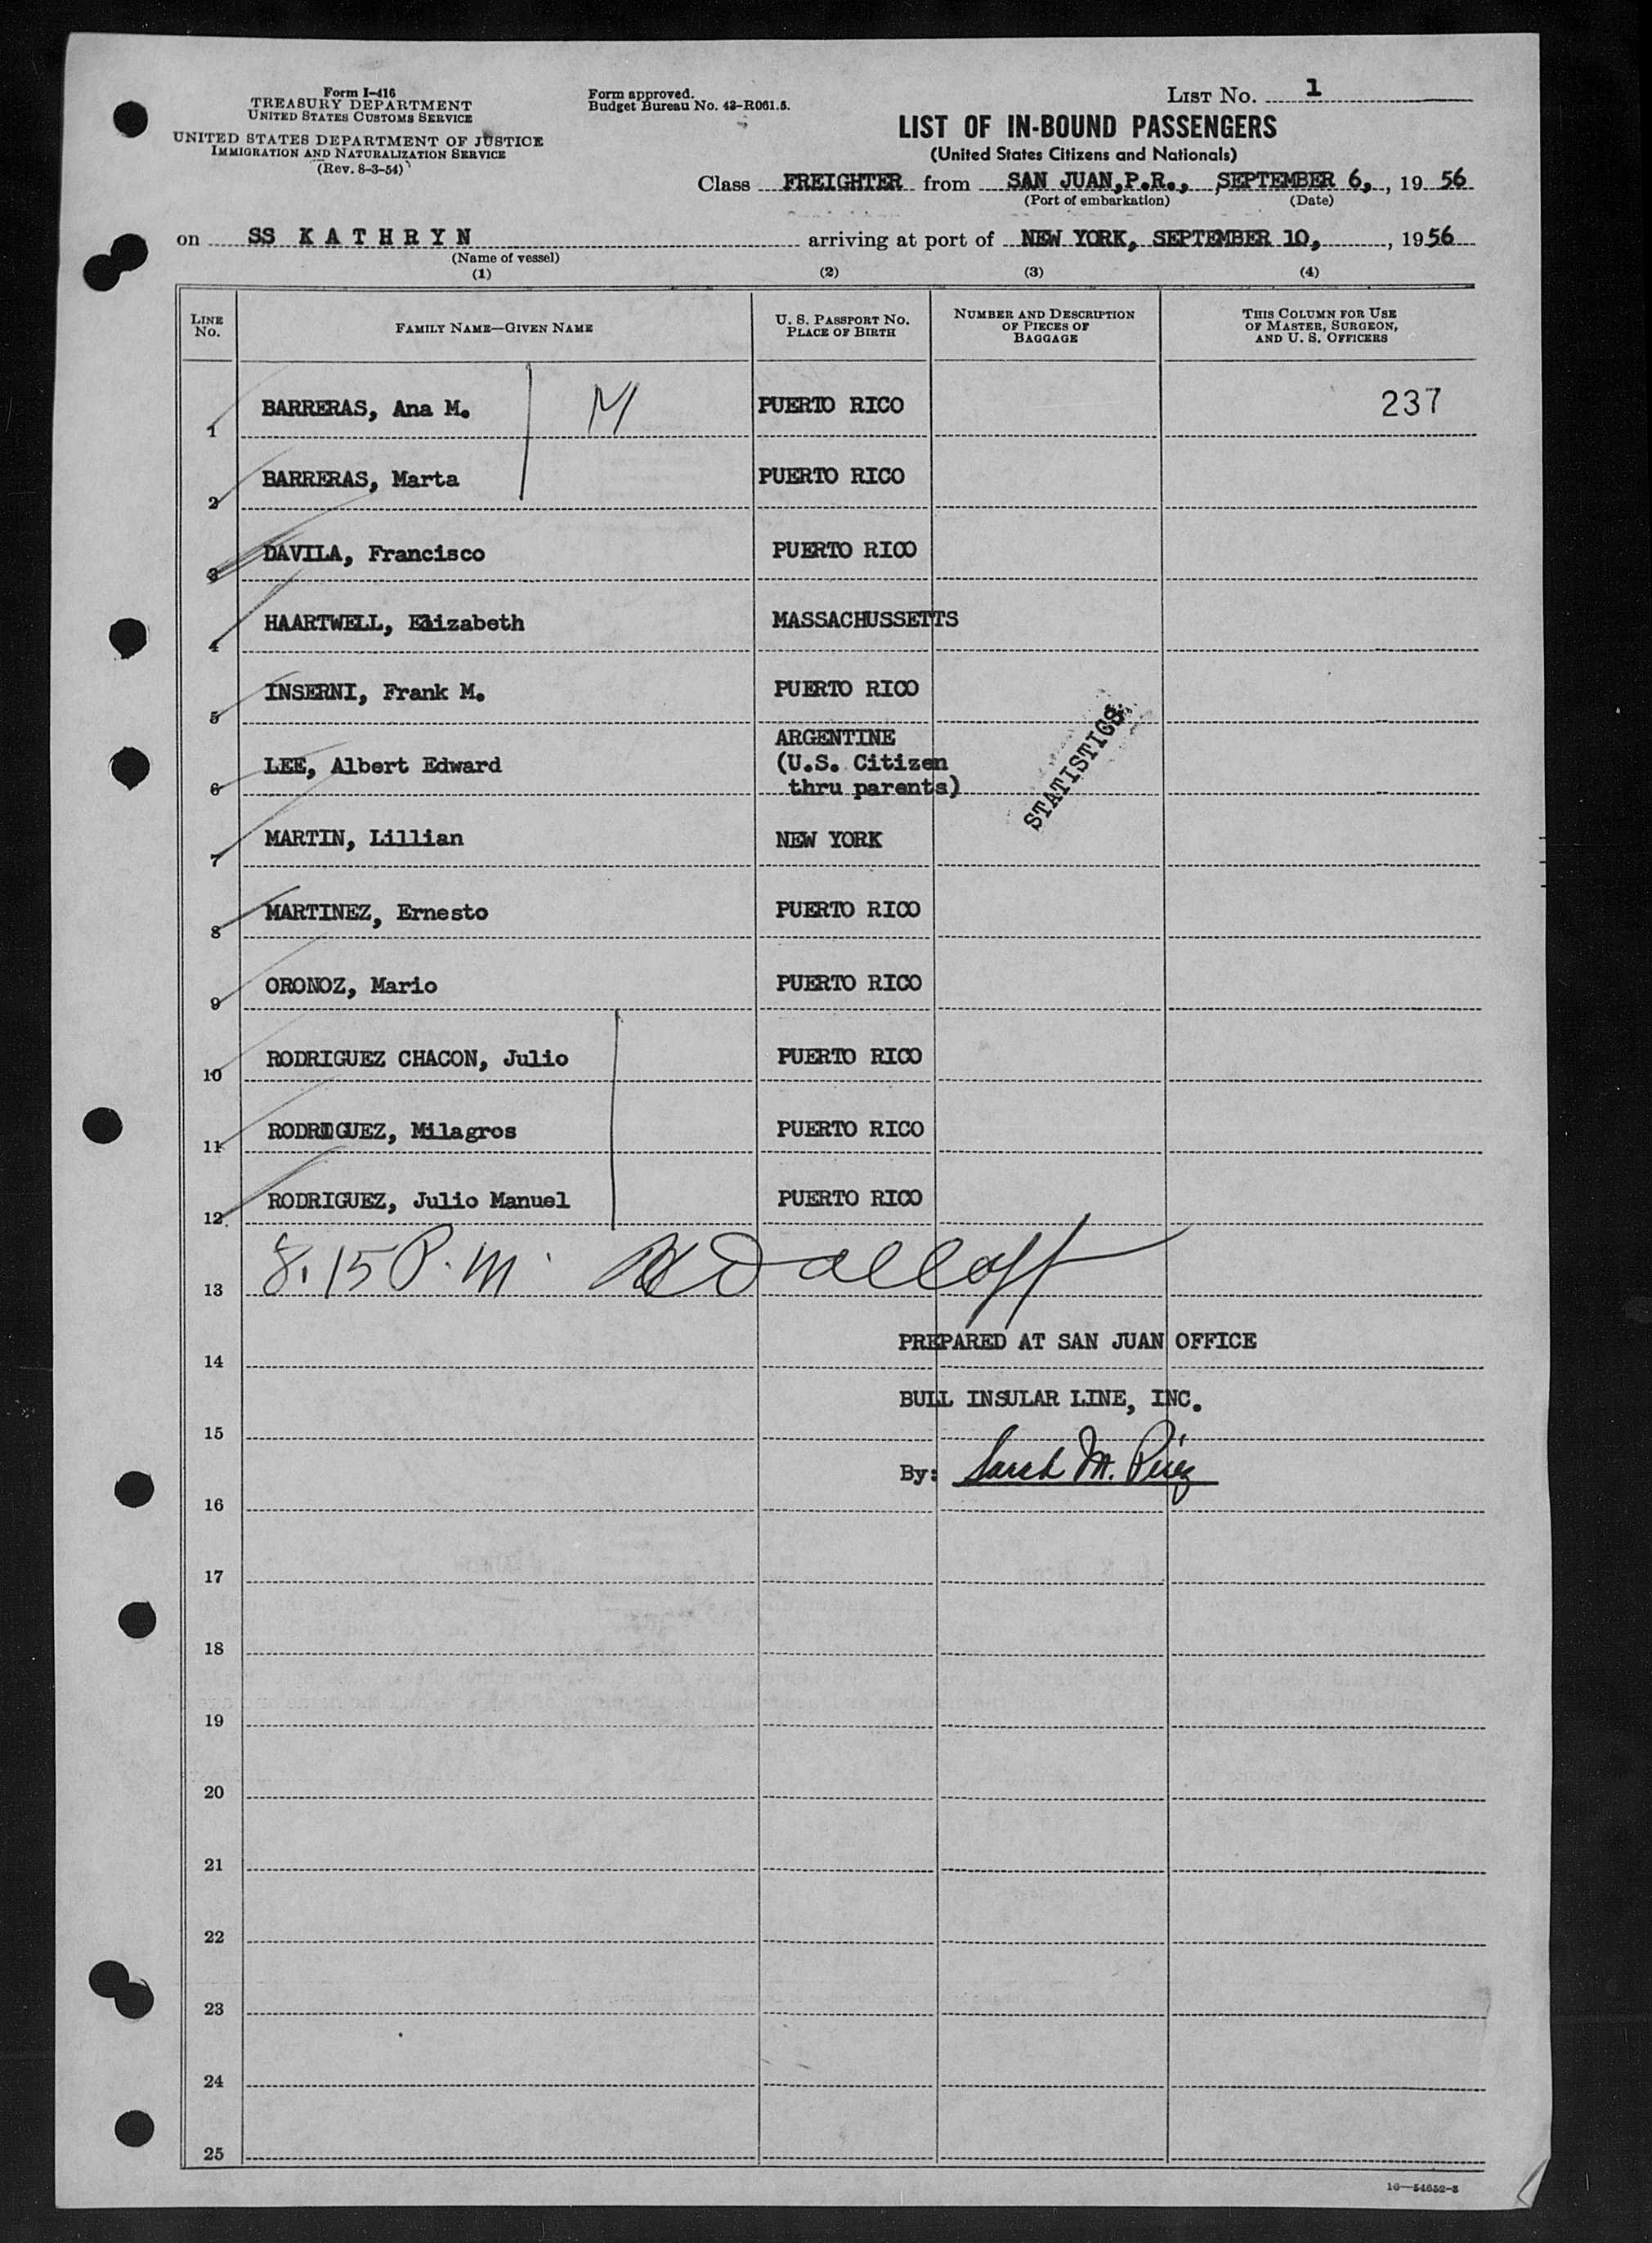 Form I-416
TREASURY DEPARTMENT
UNITED STATES CUSTOMS SERVICE
UNITED STATES DEPARTMENT OF JUSTICE
IMMIGRATION AND NATURALIZATION SERVICE
(Rev. 8-3-54)
Form approved.
Budget Bureau No. 43-R061.5.
LIST NO. 1
LIST OF IN-BOUND PASSENGERS
(United States Citizens and Nationals)
Class FREIGHTER from SAN JUAN, P.R., SEPTEMBER 6, , 19 56
(Port of embarkation) (Date)
on SS K A T H R Y N arriving at port of NEW YORK, SEPTEMBER 10, , 1956
(Name of vessel)
(1) (2) (3) (4)
LINE NO. FAMILY NAME—GIVEN NAME U. S. PASSPORT NO. PLACE OF BIRTH NUMBER AND DESCRIPTION OF PIECES OF BAGGAGE THIS COLUMN FOR USE OF MASTER, SURGEON, AND U. S. OFFICERS
1 BARRERAS, Ana M. M PUERTO RICO 237
2 BARRERAS, Marta PUERTO RICO
3 DAVILA, Francisco PUERTO RICO
4 HAARTWELL, Elizabeth MASSACHUSSETTS
5 INSERNI, Frank M. PUERTO RICO
6 LEE, Albert Edward ARGENTINE
(U.S. Citizen
thru parents)
STATISTICS
7 MARTIN, Lillian NEW YORK
8 MARTINEZ, Ernesto PUERTO RICO
9 ORONOZ, Mario PUERTO RICO
10 RODRIGUEZ CHACON, Julio PUERTO RICO
11 RODRIGUEZ, Milagros PUERTO RICO
12 RODRIGUEZ, Julio Manuel PUERTO RICO
13 8.15 P.M.
PREPARED AT SAN JUAN OFFICE
14
BULL INSULAR LINE, INC.
15
By: Sarah M. Pérez
16
17
18
19
20
21
22
23
24
25
16—54652-3